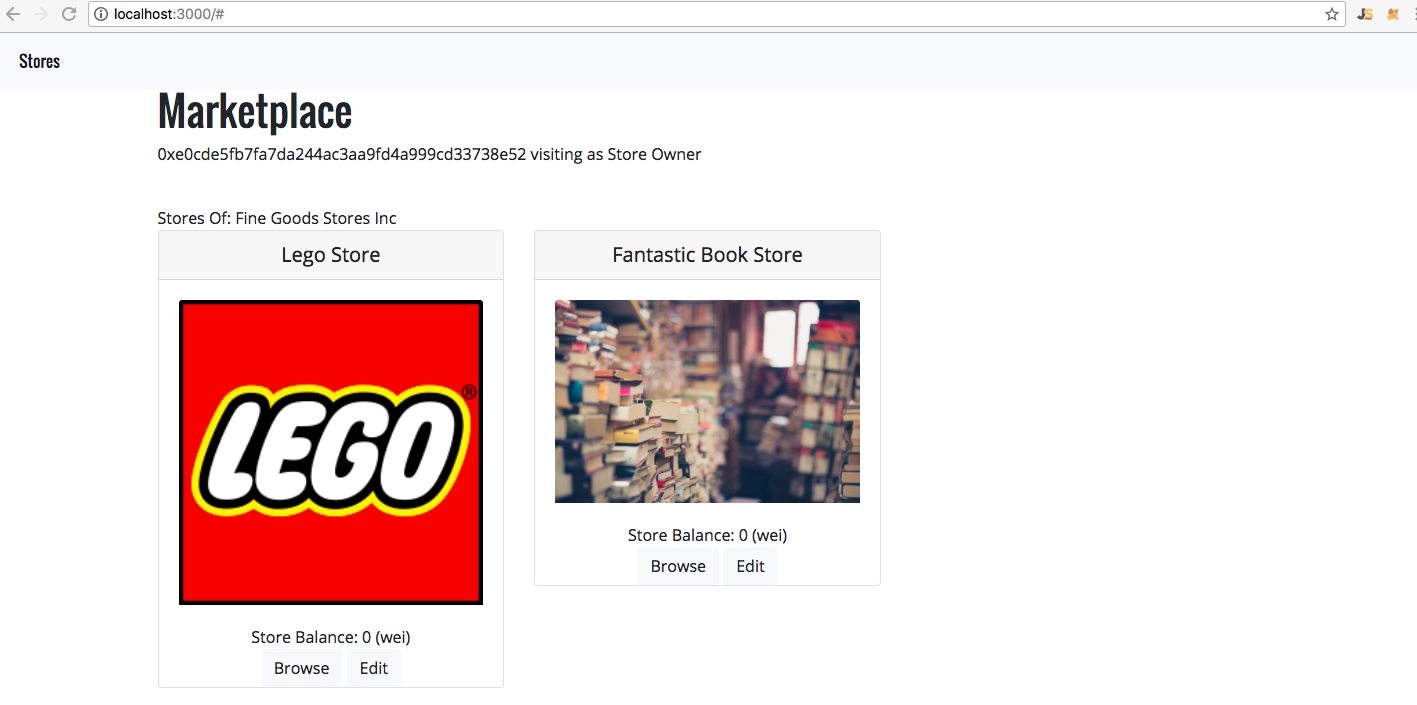 localhost:3000/#
Stores
Marketplace
0xe0cde5fb7fa7da244ac3aa9fd4a999cd33738e52 visiting as Store Owner
Stores Of: Fine Goods Stores Inc
Lego Store
LEGO®
Store Balance: 0 (wei)
Browse Edit
Fantastic Book Store
Store Balance: 0 (wei)
Browse Edit